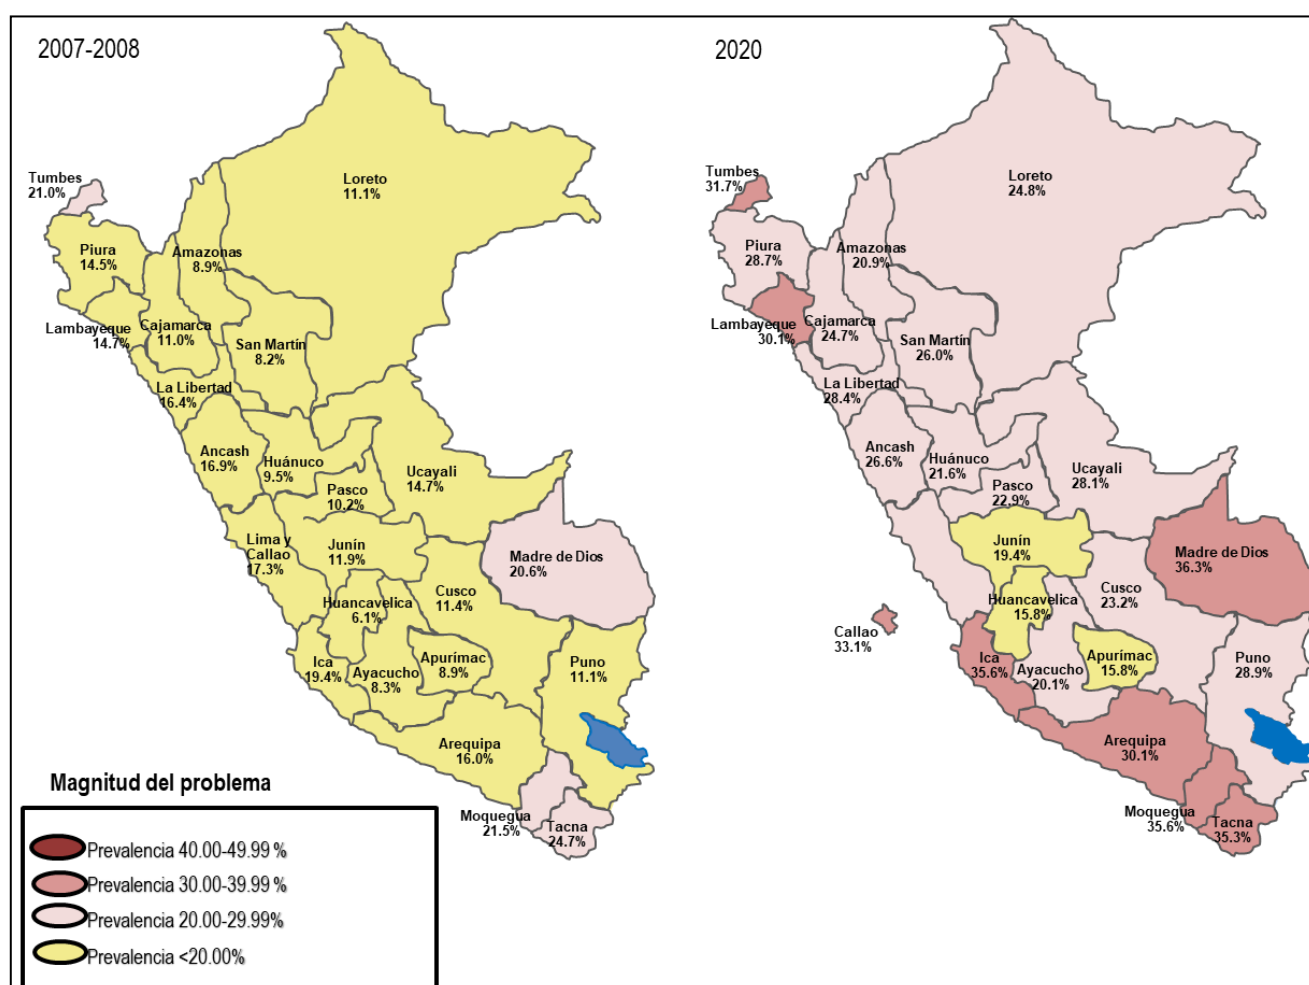 2007-2008
Tumbes
21.0%
Loreto
11.1%
Piura
14.5%
Amazonas
8.9%
Lambayeque
14.7%
Cajamarca
11.0%
San Martín
8.2%
La Libertad
16.4%
Ancash
16.9%
Huánuco
9.5%
Ucayali
14.7%
Pasco
10.2%
Lima y
Callao
17.3%
Junín
11.9%
Madre de Dios
20.6%
Cusco
11.4%
Huancavelica
6.1%
Ica
19.4%
Ayacucho
8.3%
Apurímac
8.9%
Puno
11.1%
Arequipa
16.0%
Moquegua
21.5%
Tacna
24.7%
2020
Tumbes
31.7%
Loreto
24.8%
Piura
28.7%
Amazonas
20.9%
Lambayeque
30.1%
Cajamarca
24.7%
San Martín
26.0%
La Libertad
28.4%
Ancash
26.6%
Huánuco
21.6%
Ucayali
28.1%
Pasco
22.9%
Junín
19.4%
Madre de Dios
36.3%
Cusco
23.2%
Huancavelica
15.8%
Callao
33.1%
Ica
35.6%
Ayacucho
20.1%
Apurímac
15.8%
Puno
28.9%
Arequipa
30.1%
Moquegua
35.6%
Tacna
35.3%
Magnitud del problema
Prevalencia 40.00-49.99 %
Prevalencia 30.00-39.99 %
Prevalencia 20.00-29.99%
Prevalencia <20.00%